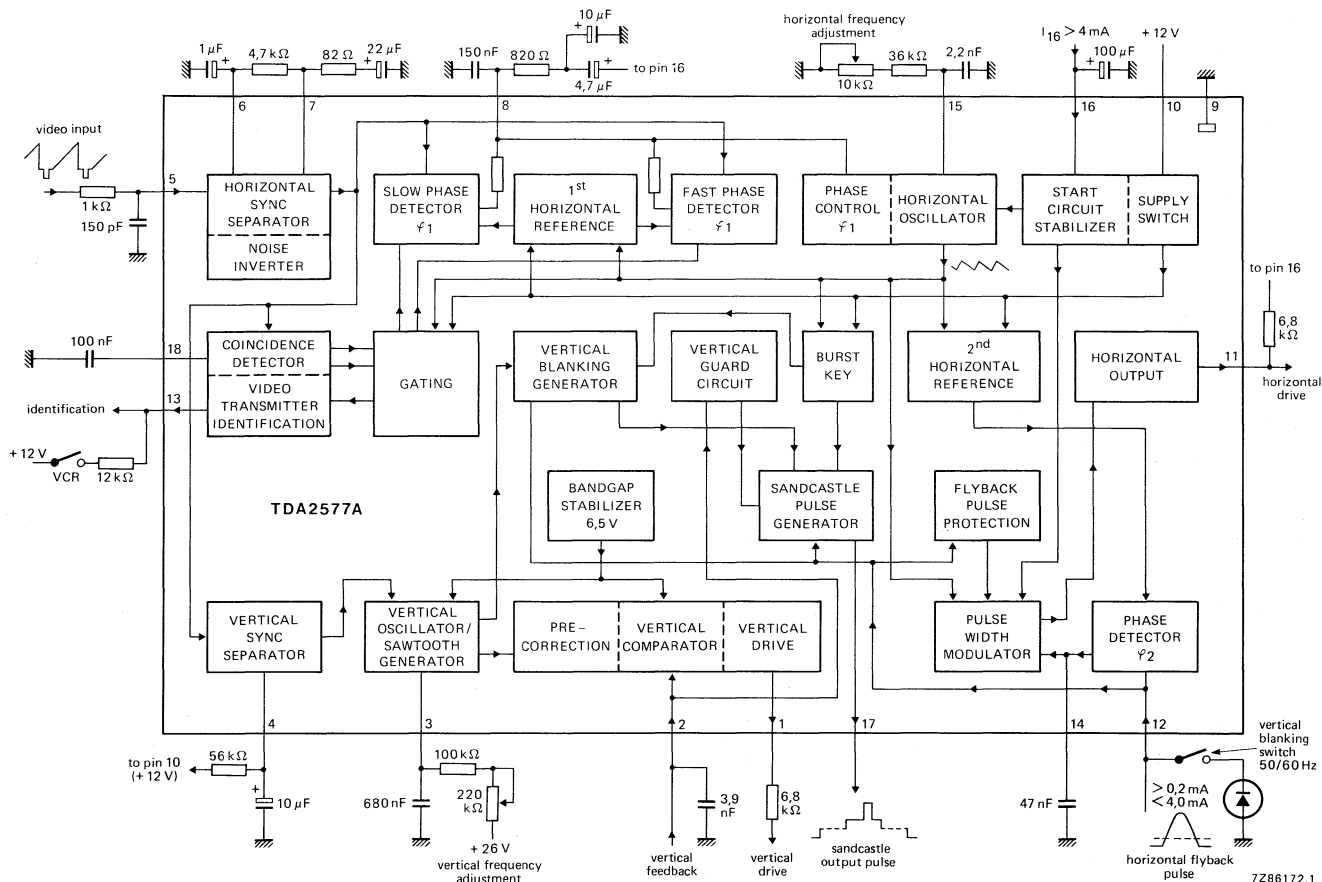 1 µF
4,7 kΩ
82 Ω
22 µF
+
+
6
7
150 nF
820 Ω
10 µF
+
+
4,7 µF
to pin 16
8
horizontal frequency
adjustment
10 kΩ
36 kΩ
2,2 nF
15
I16 > 4 mA
100 µF
+
16
+ 12 V
10
9
video input
5
1 kΩ
150 pF
HORIZONTAL
SYNC
SEPARATOR
NOISE
INVERTER
SLOW PHASE
DETECTOR
φ1
1st
HORIZONTAL
REFERENCE
FAST PHASE
DETECTOR
φ1
PHASE
CONTROL
φ1
HORIZONTAL
OSCILLATOR
START
CIRCUIT
STABILIZER
SUPPLY
SWITCH
to pin 16
6,8
kΩ
100 nF
18
COINCIDENCE
DETECTOR
VIDEO
TRANSMITTER
IDENTIFICATION
GATING
VERTICAL
BLANKING
GENERATOR
VERTICAL
GUARD
CIRCUIT
BURST
KEY
2nd
HORIZONTAL
REFERENCE
HORIZONTAL
OUTPUT
11
horizontal
drive
identification
13
+ 12 V
VCR
12 kΩ
TDA2577A
BANDGAP
STABILIZER
6,5 V
SANDCASTLE
PULSE
GENERATOR
FLYBACK
PULSE
PROTECTION
VERTICAL
SYNC
SEPARATOR
VERTICAL
OSCILLATOR/
SAWTOOTH
GENERATOR
PRE–
CORRECTION
VERTICAL
COMPARATOR
VERTICAL
DRIVE
PULSE
WIDTH
MODULATOR
PHASE
DETECTOR
φ2
4
3
2
1
17
14
12
to pin 10
(+ 12 V)
56 kΩ
+
10 µF
680 nF
100 kΩ
220
kΩ
+ 26 V
vertical frequency
adjustment
3,9
nF
vertical
feedback
6,8
kΩ
vertical
drive
sandcastle
output pulse
47 nF
> 0,2 mA
< 4,0 mA
horizontal flyback
pulse
vertical
blanking
switch
50/60 Hz
7Z86172.1